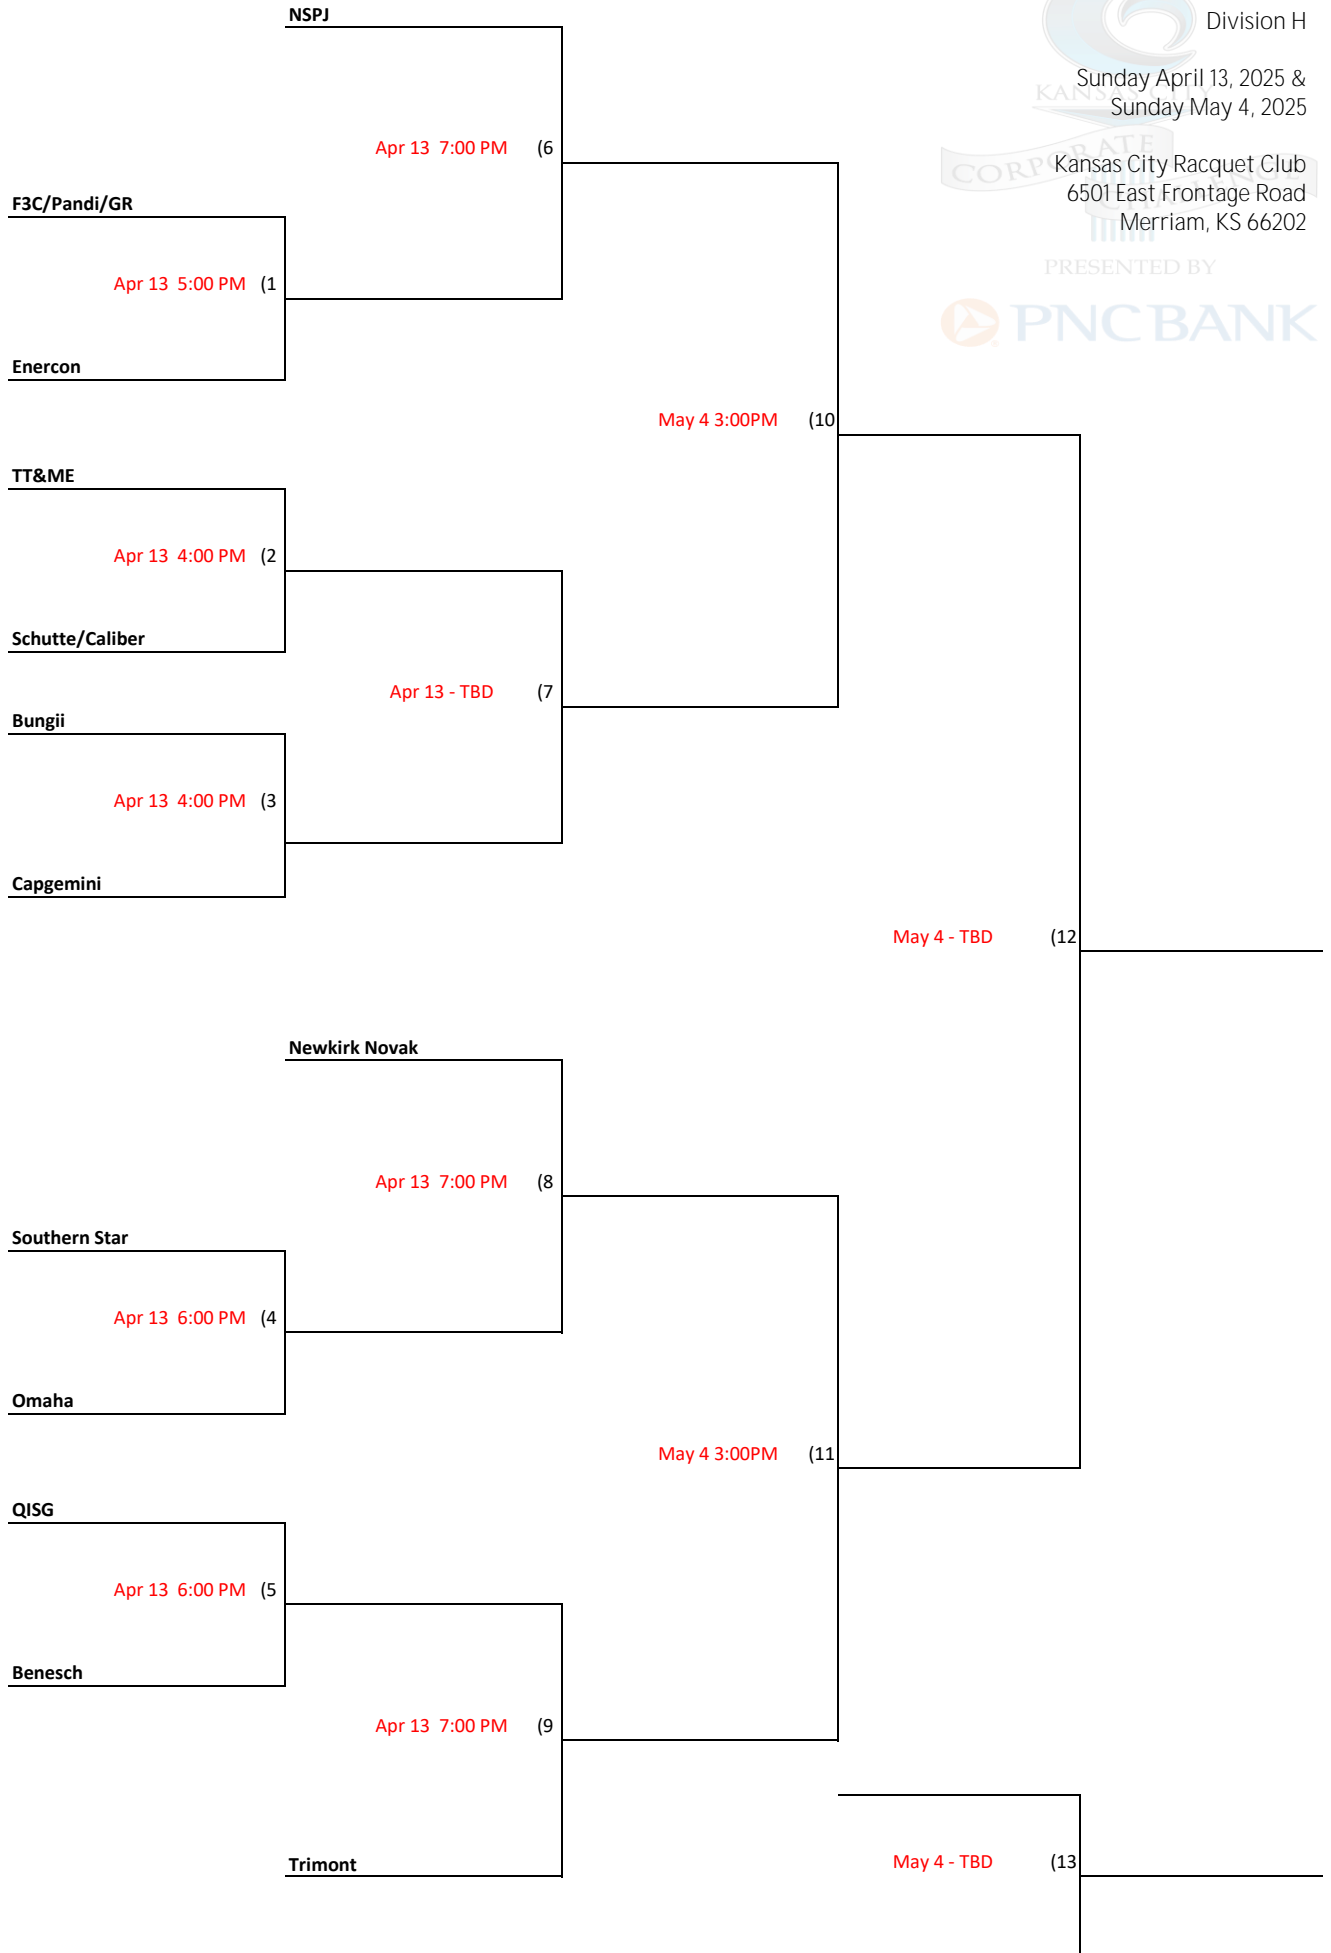 NSPJ
Division H
Sunday April 13, 2025 &
Sunday May 4, 2025
KANSAS CITY
CORPORATE
CHALLENGE
Kansas City Racquet Club
6501 East Frontage Road
Merriam, KS 66202
PRESENTED BY
PNC BANK
Apr 13 7:00 PM (6
F3C/Pandi/GR
Apr 13 5:00 PM (1
Enercon
May 4 3:00PM (10
TT&ME
Apr 13 4:00 PM (2
Schutte/Caliber
Apr 13 - TBD (7
Bungii
Apr 13 4:00 PM (3
Capgemini
May 4 - TBD (12
Newkirk Novak
Apr 13 7:00 PM (8
Southern Star
Apr 13 6:00 PM (4
Omaha
May 4 3:00PM (11
QISG
Apr 13 6:00 PM (5
Benesch
Apr 13 7:00 PM (9
Trimont
May 4 - TBD (13